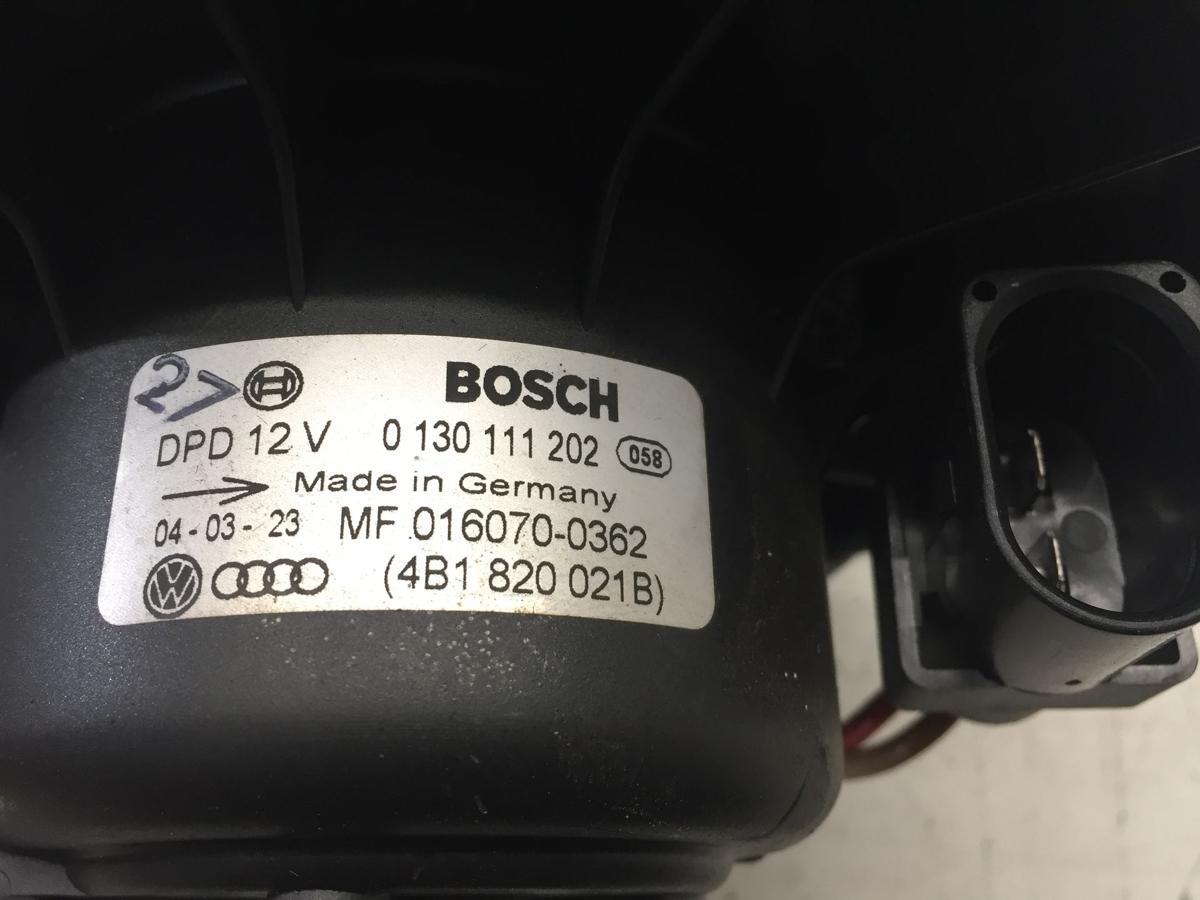 27 BOSCH
DPD 12 V 0 130 111 202 058
Made in Germany
04-03-23 MF 016070-0362
(4B1 820 021B)